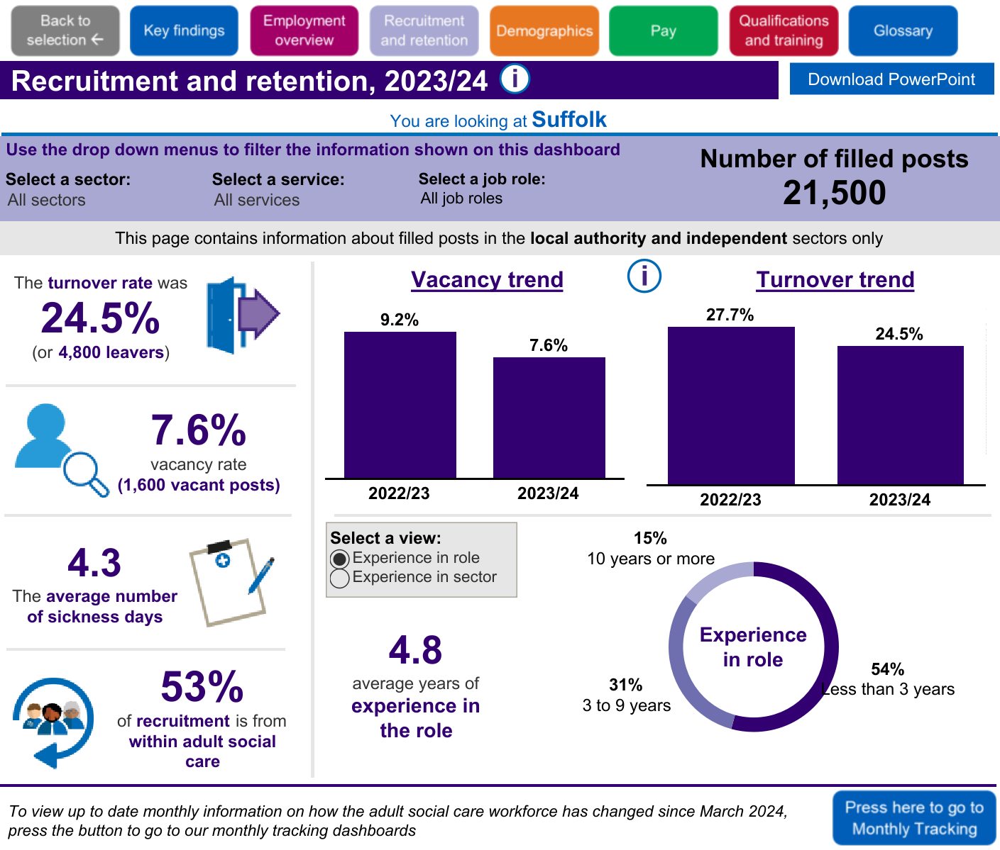 Back to
selection ←
Key findings
Employment
overview
Recruitment
and retention
Demographics
Pay
Qualifications
and training
Glossary
Recruitment and retention, 2023/24 i
Download PowerPoint
You are looking at Suffolk
Use the drop down menus to filter the information shown on this dashboard
Select a sector:
All sectors
Select a service:
All services
Select a job role:
All job roles
Number of filled posts
21,500
This page contains information about filled posts in the local authority and independent sectors only
The turnover rate was
24.5%
(or 4,800 leavers)
7.6%
vacancy rate
(1,600 vacant posts)
4.3
The average number
of sickness days
53%
of recruitment is from
within adult social
care
Vacancy trend
i
9.2%
7.6%
2022/23
2023/24
Turnover trend
27.7%
24.5%
2022/23
2023/24
Select a view:
Experience in role
Experience in sector
4.8
average years of
experience in
the role
15%
10 years or more
Experience
in role
54%
Less than 3 years
31%
3 to 9 years
To view up to date monthly information on how the adult social care workforce has changed since March 2024,
press the button to go to our monthly tracking dashboards
Press here to go to
Monthly Tracking